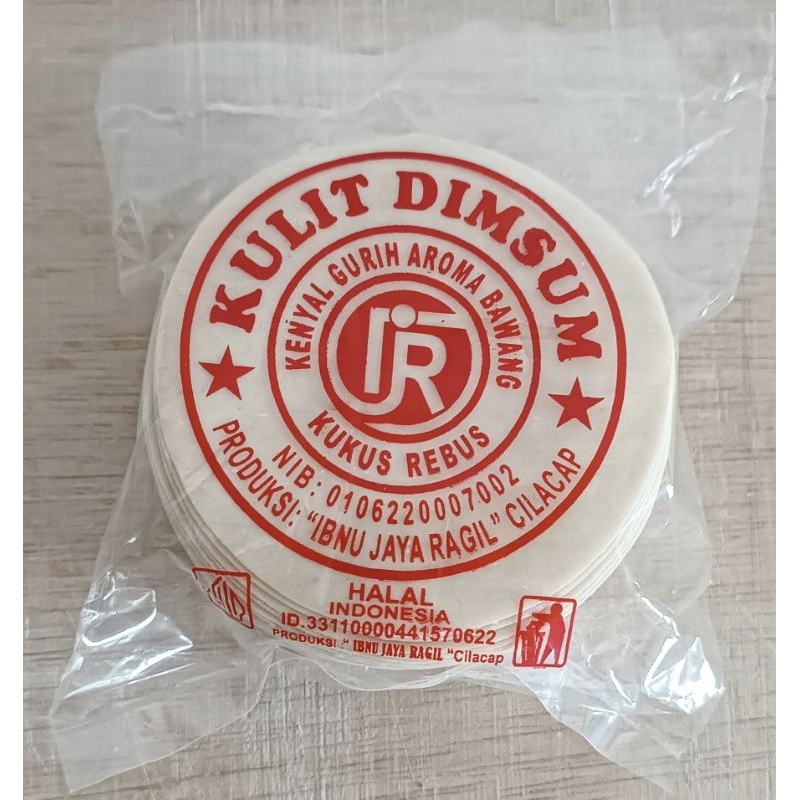 KULIT DIMSUM
KENYAL GURIH AROMA BAWANG
IJR
KUKUS REBUS
NIB: 0106220007002
PRODUKSI: "IBNU JAYA RAGIL" CILACAP
HALAL
INDONESIA
ID.33110000441570622
PRODUKSI :" IBNU JAYA RAGIL "Cilacap